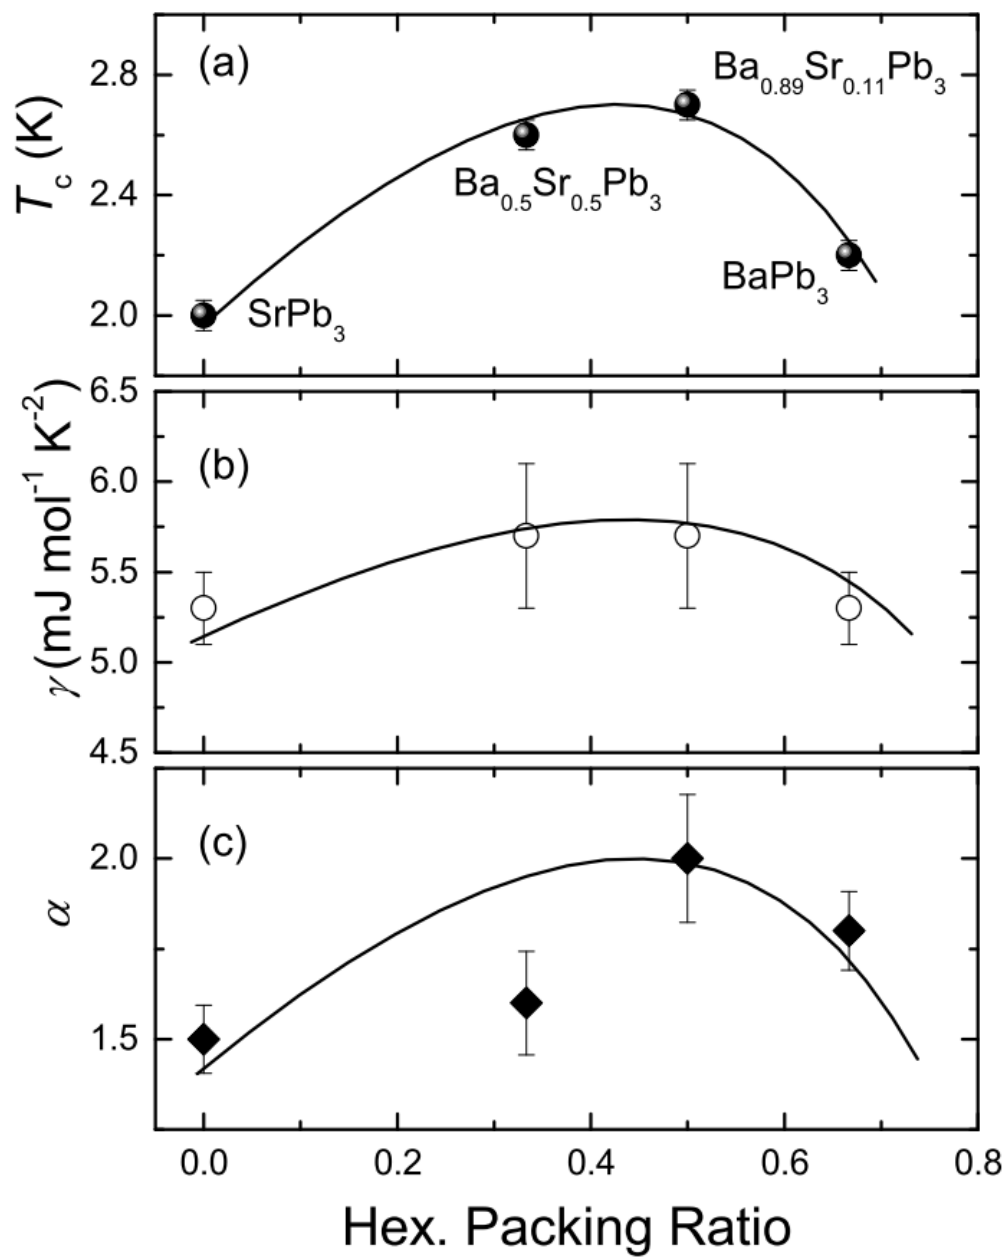 (a)
Ba0.89Sr0.11Pb3
2.8
Tc (K)
Ba0.5Sr0.5Pb3
2.4
BaPb3
SrPb3
2.0
6.5
(b)
6.0
γ (mJ mol-1 K-2)
5.5
5.0
4.5
(c)
2.0
α
1.5
0.0 0.2 0.4 0.6 0.8
Hex. Packing Ratio